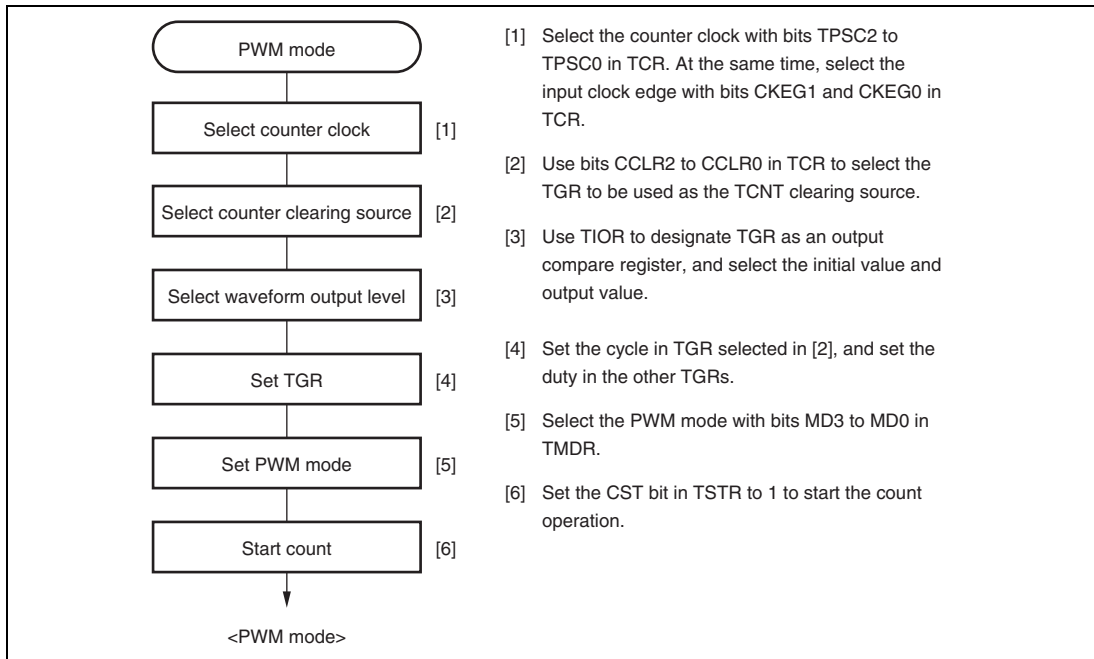 PWM mode
Select counter clock [1]
Select counter clearing source [2]
Select waveform output level [3]
Set TGR [4]
Set PWM mode [5]
Start count [6]
<PWM mode>
[1] Select the counter clock with bits TPSC2 to
TPSC0 in TCR. At the same time, select the
input clock edge with bits CKEG1 and CKEG0 in
TCR.
[2] Use bits CCLR2 to CCLR0 in TCR to select the
TGR to be used as the TCNT clearing source.
[3] Use TIOR to designate TGR as an output
compare register, and select the initial value and
output value.
[4] Set the cycle in TGR selected in [2], and set the
duty in the other TGRs.
[5] Select the PWM mode with bits MD3 to MD0 in
TMDR.
[6] Set the CST bit in TSTR to 1 to start the count
operation.